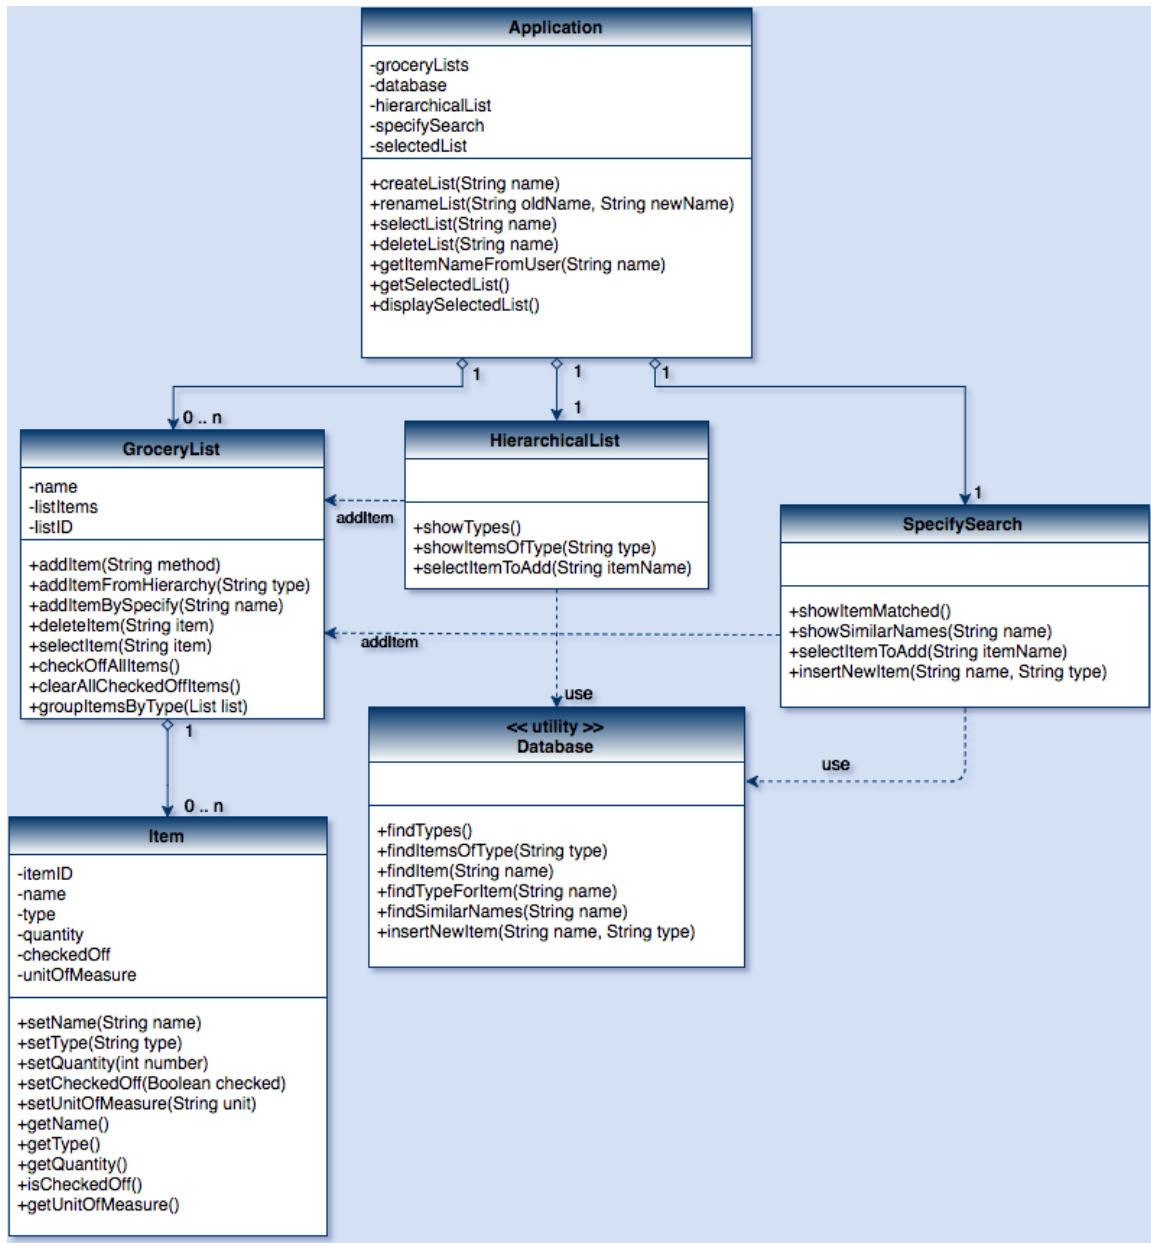 Application
-groceryLists
-database
-hierarchicalList
-specifySearch
-selectedList
+createList(String name)
+renameList(String oldName, String newName)
+selectList(String name)
+deleteList(String name)
+getItemNameFromUser(String name)
+getSelectedList()
+displaySelectedList()
1
1
1
0 .. n
1
1
GroceryList
-name
-listItems
-listID
+addItem(String method)
+addItemFromHierarchy(String type)
+addItemBySpecify(String name)
+deleteItem(String item)
+selectItem(String item)
+checkOffAllItems()
+clearAllCheckedOffItems()
+groupItemsByType(List list)
HierarchicalList
+showTypes()
+showItemsOfType(String type)
+selectItemToAdd(String itemName)
addItem
SpecifySearch
+showItemMatched()
+showSimilarNames(String name)
+selectItemToAdd(String itemName)
+insertNewItem(String name, String type)
addItem
use
use
1
0 .. n
<< utility >>
Database
+findTypes()
+findItemsOfType(String type)
+findItem(String name)
+findTypeForItem(String name)
+findSimilarNames(String name)
+insertNewItem(String name, String type)
Item
-itemID
-name
-type
-quantity
-checkedOff
-unitOfMeasure
+setName(String name)
+setType(String type)
+setQuantity(int number)
+setCheckedOff(Boolean checked)
+setUnitOfMeasure(String unit)
+getName()
+getType()
+getQuantity()
+isCheckedOff()
+getUnitOfMeasure()